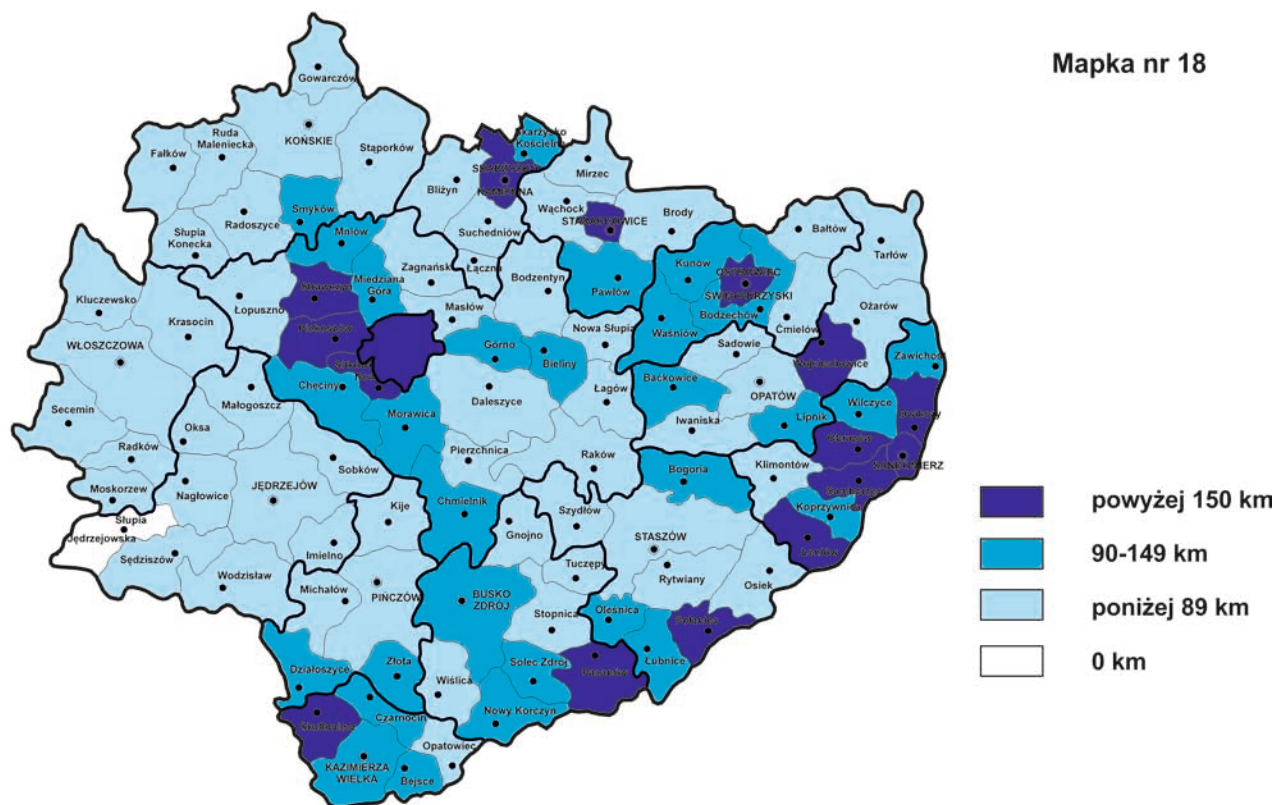 Mapka nr 18
Gowarczów
Ruda
Maleniecka
KOŃSKIE
Fałków
Stąporków
Skarżysko
Kościelne
Mirzec
Bliżyn
Wąchock
Brody
Smyków
Radoszyce
Słupia
Konecka
Suchedniów
Bałtów
Tarłów
Mniów
Zagnańsk
Łączna
Bodzentyn
Kunów
Pawłów
Miedziana
Góra
Kluczewsko
Łopuszno
Krasocin
Masłów
Nowa Słupia
Waśniów
Bodzechów
Ożarów
Ćmielów
WŁOSZCZOWA
Górno
Bieliny
Sadowie
Zawichost
Chęciny
Małogoszcz
Daleszyce
Łagów
Baćkowice
OPATÓW
Wilczyce
Secemin
Oksa
Morawica
Iwaniska
Lipnik
Radków
Sobków
Pierzchnica
Raków
Klimontów
Moskorzew
Nagłowice
JĘDRZEJÓW
Bogoria
Słupia
Jędrzejowska
Kije
Chmielnik
Szydłów
Gnojno
STASZÓW
Koprzywnica
Sędziszów
Imielno
Wodzisław
Michałów
PIŃCZÓW
Tuczępy
Rytwiany
Osiek
BUSKO
ZDRÓJ
Stopnica
Oleśnica
Łubnice
Działoszyce
Złota
Wiślica
Solec Zdrój
Czarnocin
Nowy Korczyn
Opatowiec
KAZIMIERZA
WIELKA
Bejsce
powyżej 150 km
90-149 km
poniżej 89 km
0 km